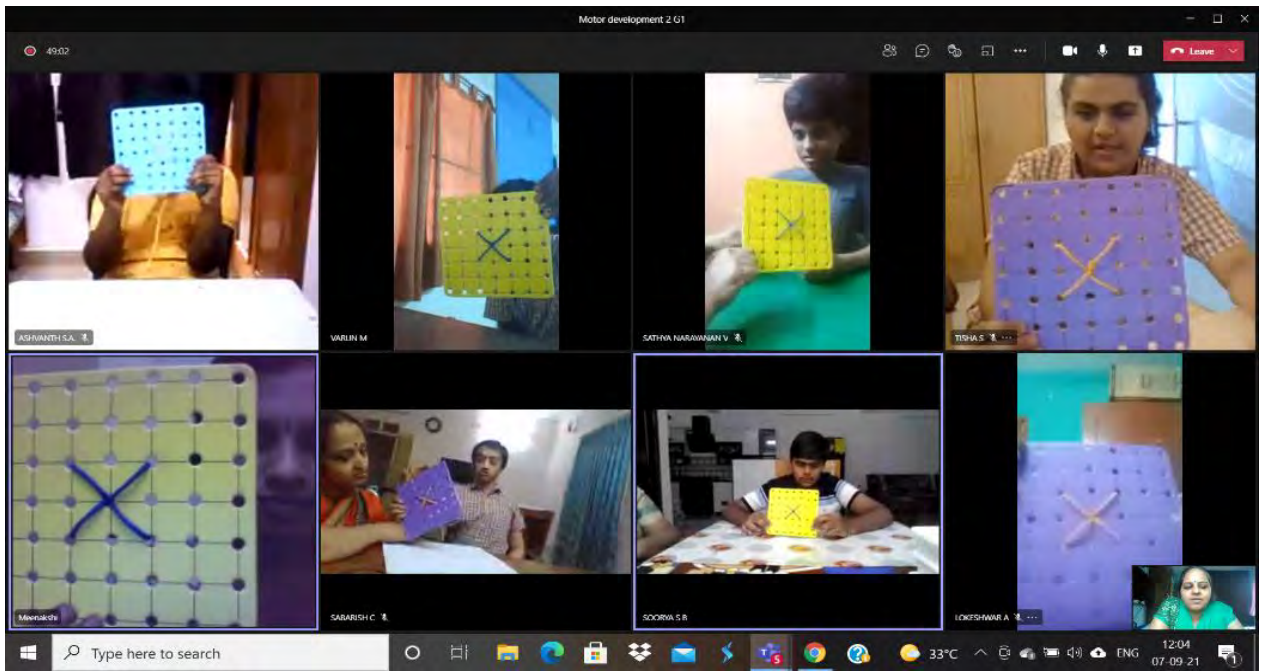 Motor development 2 G1
49:02
Leave
ASHVANTH S.A.
VARUN M
SATHYA NARAYANAN V
TISHA S
Meenakshi
SABARISH C
SOORYA S B
LOKESHWAR A
Type here to search
33°C
ENG
12:04
07-09-21
1